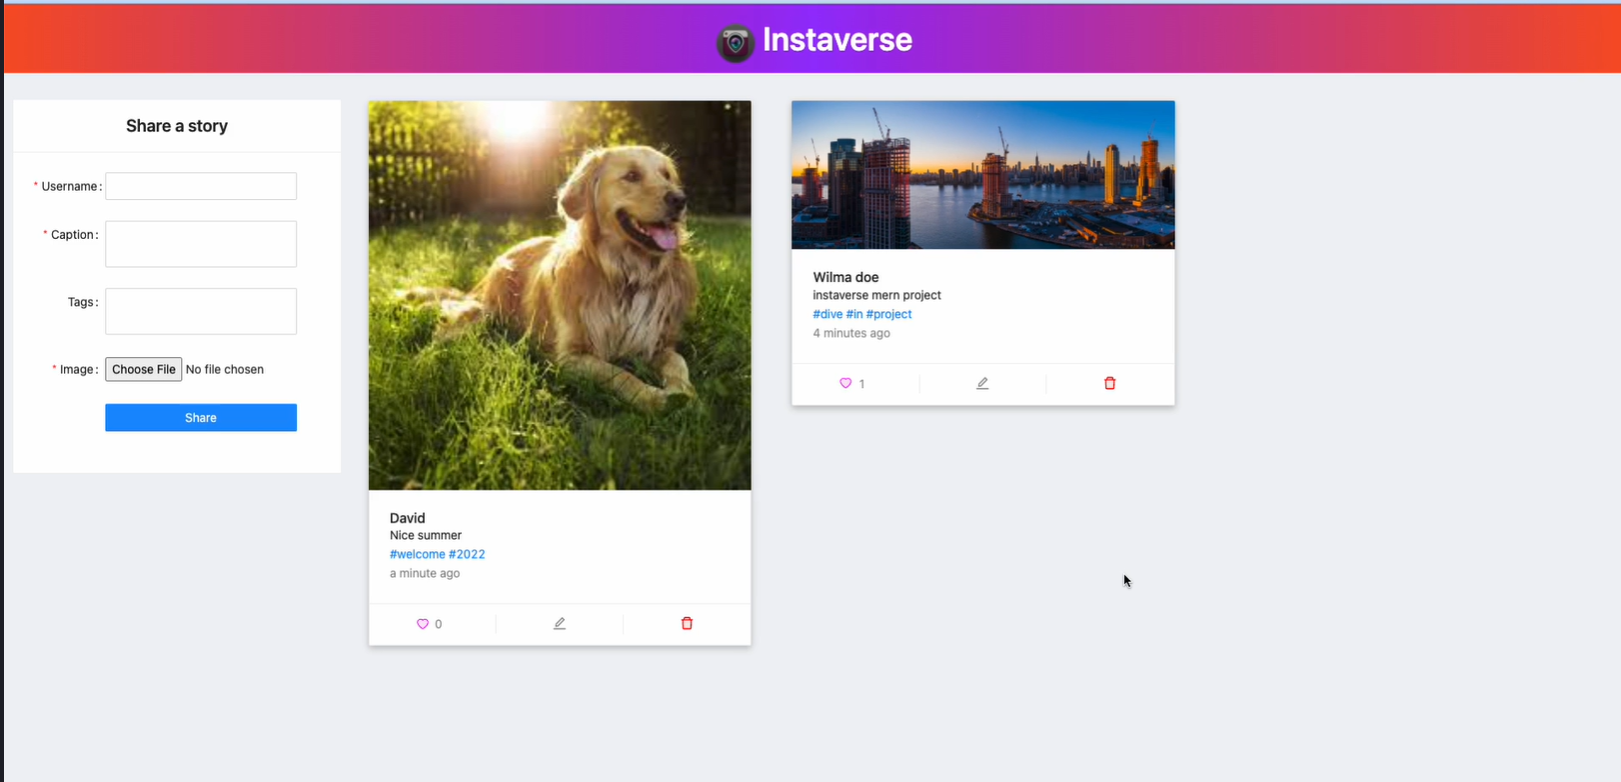 Instaverse
Share a story
* Username:
* Caption:
Tags:
* Image: Choose File No file chosen
Share
David
Nice summer
#welcome #2022
a minute ago
0
Wilma doe
instaverse mern project
#dive #in #project
4 minutes ago
1